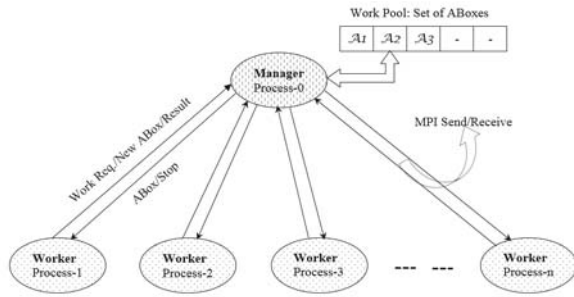 Work Pool: Set of ABoxes
A1 A2 A3 - -
Manager
Process-0
MPI Send/Receive
Work Req./New ABox/Result
ABox/Stop
Worker
Process-1
Worker
Process-2
Worker
Process-3
--- ---
Worker
Process-n